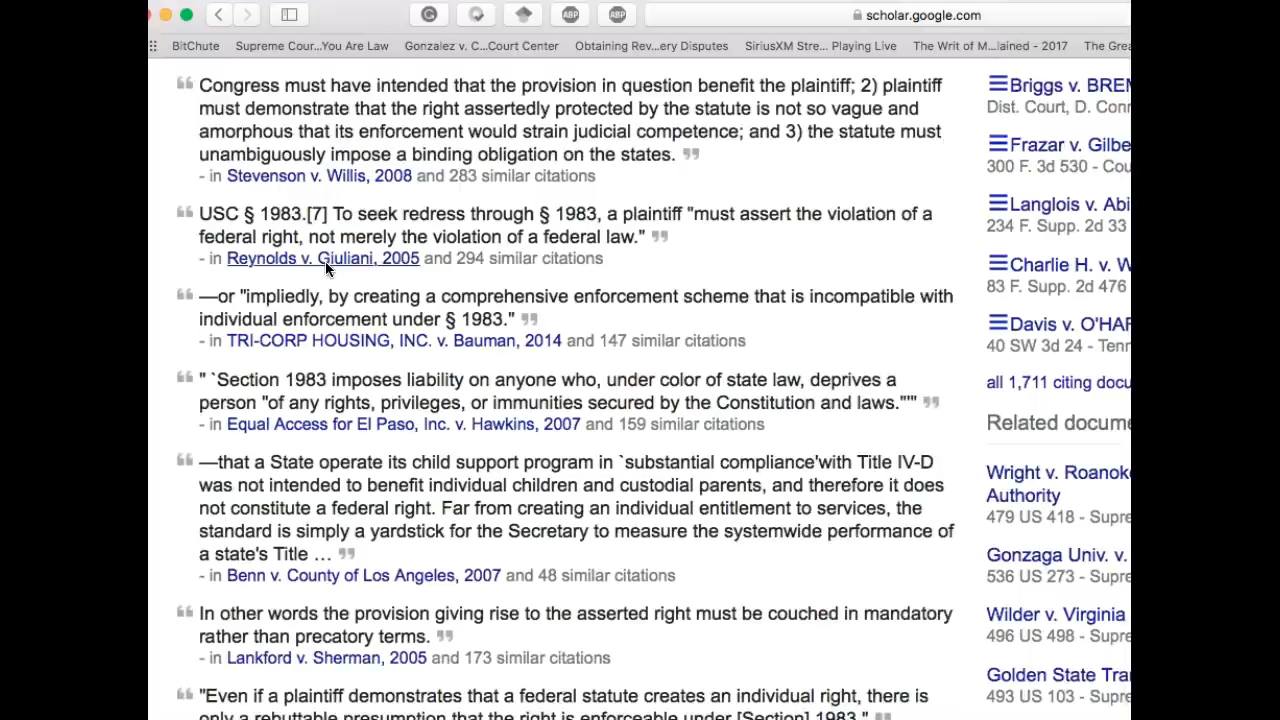 scholar.google.com
BitChute Supreme Cour...You Are Law Gonzalez v. C...Court Center Obtaining Rev...ery Disputes SiriusXM Stre... Playing Live The Writ of M...lained - 2017 The Grea
ABP ABP
“ Congress must have intended that the provision in question benefit the plaintiff; 2) plaintiff
must demonstrate that the right assertedly protected by the statute is not so vague and
amorphous that its enforcement would strain judicial competence; and 3) the statute must
unambiguously impose a binding obligation on the states. ”
- in Stevenson v. Willis, 2008 and 283 similar citations
“ USC § 1983.[7] To seek redress through § 1983, a plaintiff "must assert the violation of a
federal right, not merely the violation of a federal law." ”
- in Reynolds v. Giuliani, 2005 and 294 similar citations
“ —or "impliedly, by creating a comprehensive enforcement scheme that is incompatible with
individual enforcement under § 1983." ”
- in TRI-CORP HOUSING, INC. v. Bauman, 2014 and 147 similar citations
“ " `Section 1983 imposes liability on anyone who, under color of state law, deprives a
person "of any rights, privileges, or immunities secured by the Constitution and laws."'" ”
- in Equal Access for El Paso, Inc. v. Hawkins, 2007 and 159 similar citations
“ —that a State operate its child support program in `substantial compliance'with Title IV-D
was not intended to benefit individual children and custodial parents, and therefore it does
not constitute a federal right. Far from creating an individual entitlement to services, the
standard is simply a yardstick for the Secretary to measure the systemwide performance of
a state's Title … ”
- in Benn v. County of Los Angeles, 2007 and 48 similar citations
“ In other words the provision giving rise to the asserted right must be couched in mandatory
rather than precatory terms. ”
- in Lankford v. Sherman, 2005 and 173 similar citations
“ "Even if a plaintiff demonstrates that a federal statute creates an individual right, there is
only a rebuttable presumption that the right is enforceable under [Section] 1983." ”
Briggs v. BREM
Dist. Court, D. Conn
Frazar v. Gilbe
300 F. 3d 530 - Cou
Langlois v. Abi
234 F. Supp. 2d 33
Charlie H. v. W
83 F. Supp. 2d 476
Davis v. O'HAR
40 SW 3d 24 - Tenn
all 1,711 citing docu
Related docume
Wright v. Roanoke
Authority
479 US 418 - Supre
Gonzaga Univ. v.
536 US 273 - Supre
Wilder v. Virginia
496 US 498 - Supre
Golden State Tra
493 US 103 - Supre